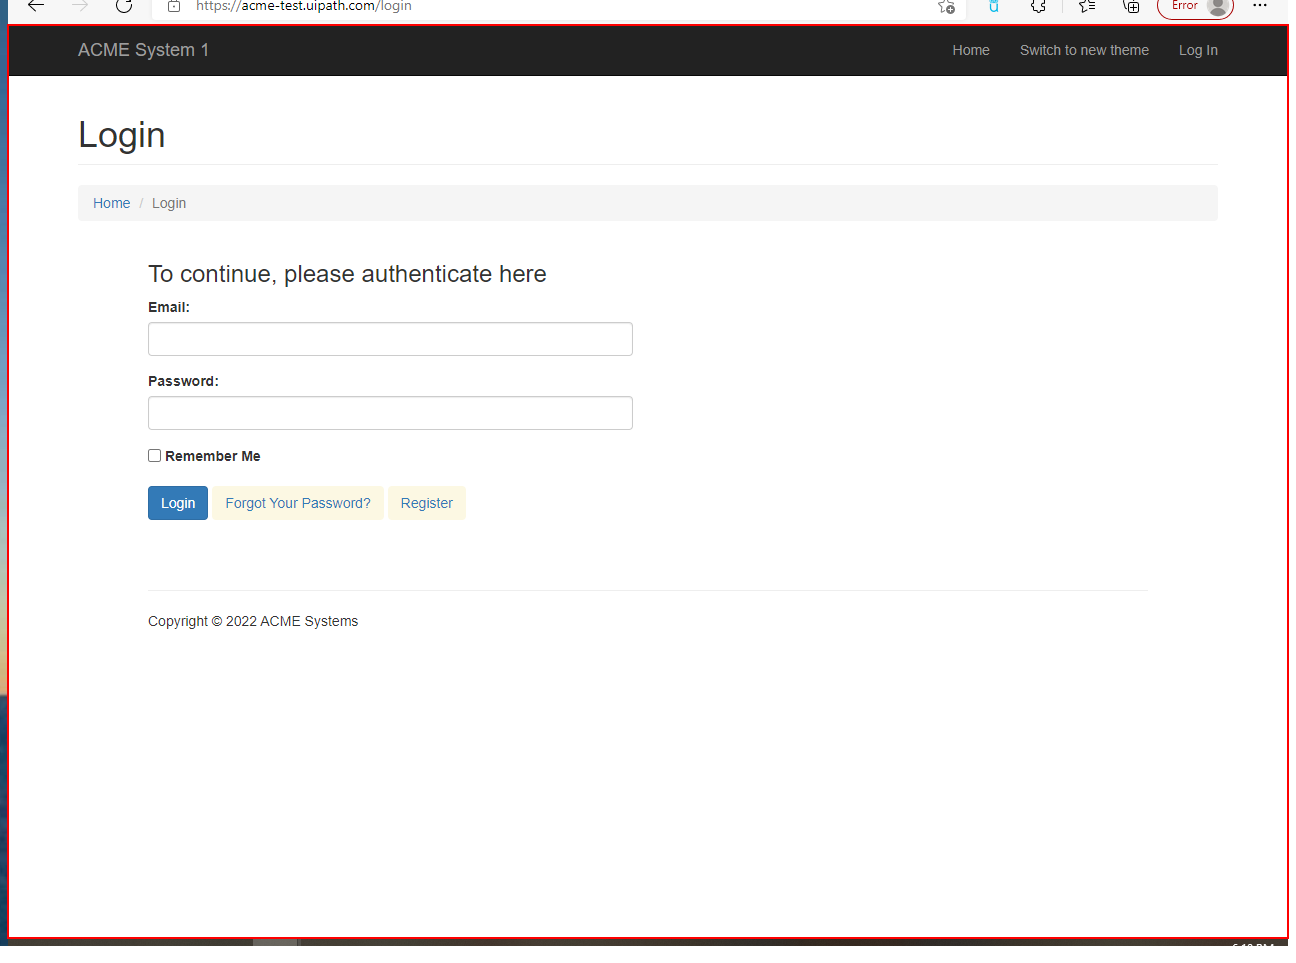 https://acme-test.uipath.com/login
Error
ACME System 1
Home
Switch to new theme
Log In
Login
Home / Login
To continue, please authenticate here
Email:
Password:
Remember Me
Login
Forgot Your Password?
Register
Copyright © 2022 ACME Systems